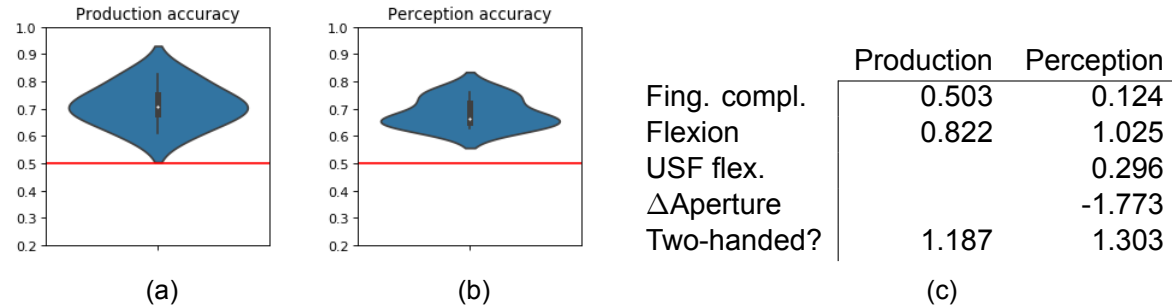 Production accuracy
1.0
0.9
0.8
0.7
0.6
0.5
0.4
0.3
0.2
(a)
Perception accuracy
1.0
0.9
0.8
0.7
0.6
0.5
0.4
0.3
0.2
(b)
Production Perception
Fing. compl. 0.503 0.124
Flexion 0.822 1.025
USF flex. 0.296
ΔAperture -1.773
Two-handed? 1.187 1.303
(c)